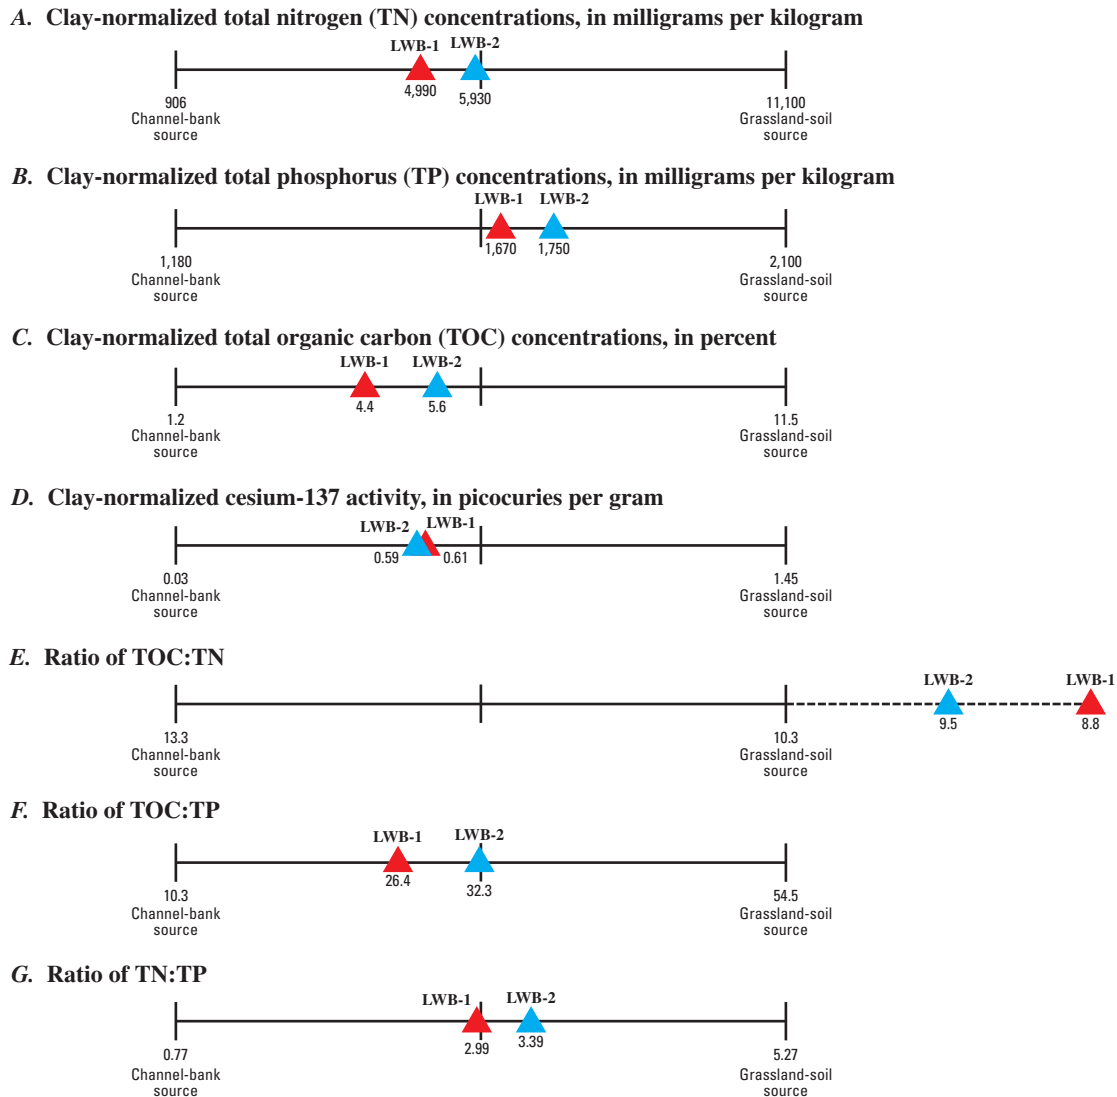 A. Clay-normalized total nitrogen (TN) concentrations, in milligrams per kilogram
LWB-1 LWB-2
4,990 5,930
906 11,100
Channel-bank Grassland-soil
source source
B. Clay-normalized total phosphorus (TP) concentrations, in milligrams per kilogram
LWB-1 LWB-2
1,670 1,750
1,180 2,100
Channel-bank Grassland-soil
source source
C. Clay-normalized total organic carbon (TOC) concentrations, in percent
LWB-1 LWB-2
4.4 5.6
1.2 11.5
Channel-bank Grassland-soil
source source
D. Clay-normalized cesium-137 activity, in picocuries per gram
LWB-2 LWB-1
0.59 0.61
0.03 1.45
Channel-bank Grassland-soil
source source
E. Ratio of TOC:TN
LWB-2 LWB-1
9.5 8.8
13.3 10.3
Channel-bank Grassland-soil
source source
F. Ratio of TOC:TP
LWB-1 LWB-2
26.4 32.3
10.3 54.5
Channel-bank Grassland-soil
source source
G. Ratio of TN:TP
LWB-1 LWB-2
2.99 3.39
0.77 5.27
Channel-bank Grassland-soil
source source